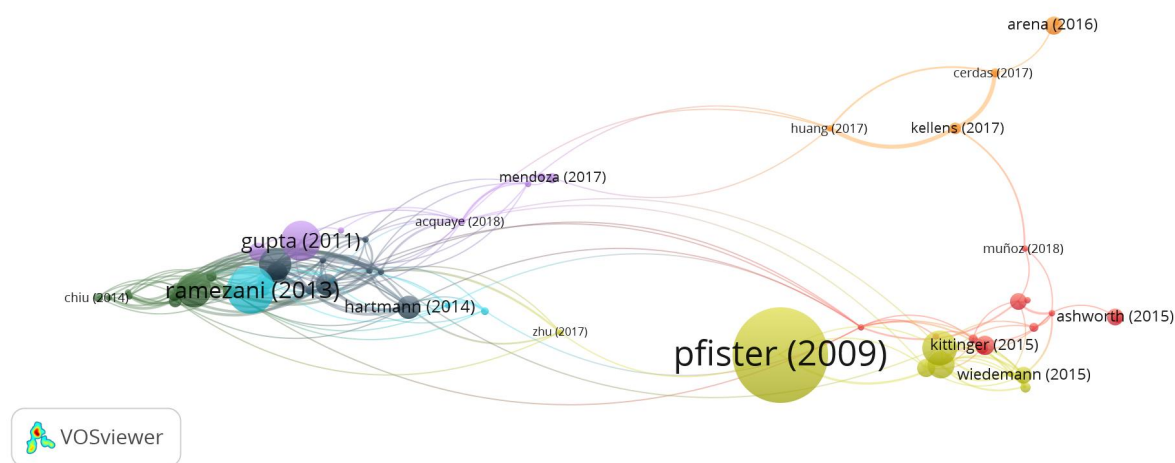 arena (2016)
cerdas (2017)
huang (2017)
kellens (2017)
mendoza (2017)
acquaye (2018)
gupta (2011)
muñoz (2018)
ramezani (2013)
chiu (2014)
hartmann (2014)
ashworth (2015)
zhu (2017)
kittinger (2015)
pfister (2009)
wiedemann (2015)
VOSviewer